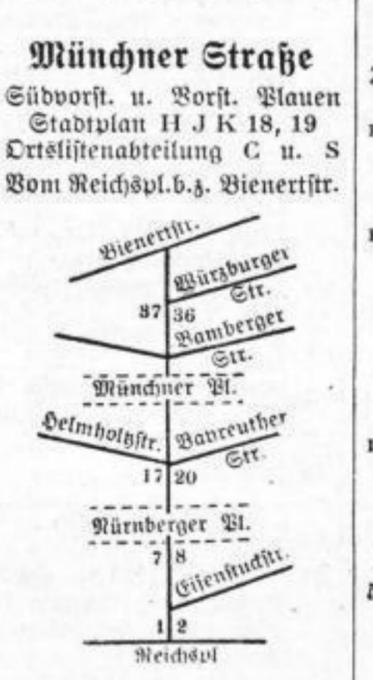 Münchner Straße
Südvorst. u. Vorst. Plauen
Stadtplan H J K 18, 19
Ortslistenabteilung C u. S
Vom Reichspl. b. z. Bienertstr.
Bienertstr.
Würzburger
Str.
37 36
Bamberger
Str.
Münchner Pl.
Helmholtzstr. Bayreuther
Str.
17 20
Nürnberger Pl.
7 8
Eisenstuckstr.
1 2
Reichspl